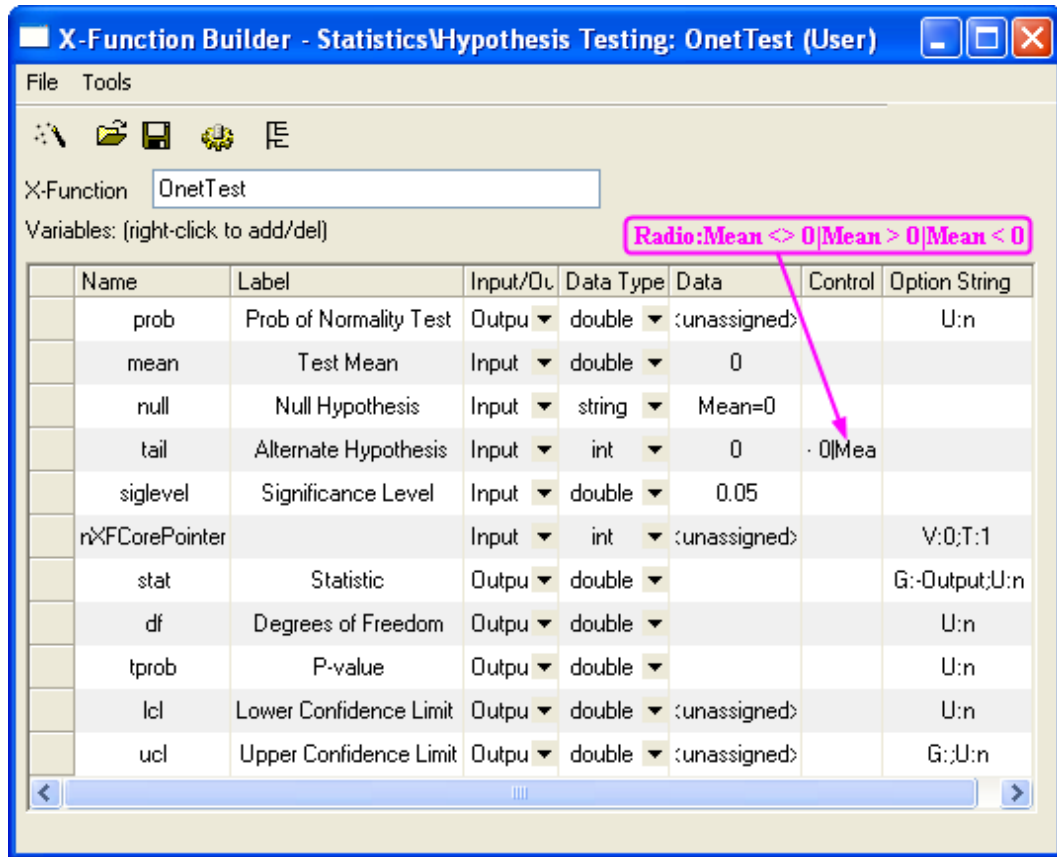 X-Function Builder - Statistics\Hypothesis Testing: OnetTest (User)
File Tools
X-Function OnetTest
Variables: (right-click to add/del)
Radio:Mean <> 0|Mean > 0|Mean < 0
Name Label Input/Ou Data Type Data Control Option String
prob Prob of Normality Test Outpu double <unassigned> U:n
mean Test Mean Input double 0
null Null Hypothesis Input string Mean=0
tail Alternate Hypothesis Input int 0 · 0|Mea
siglevel Significance Level Input double 0.05
nXFCorePointer Input int <unassigned> V:0;T:1
stat Statistic Outpu double G:-Output;U:n
df Degrees of Freedom Outpu double U:n
tprob P-value Outpu double U:n
lcl Lower Confidence Limit Outpu double <unassigned> U:n
ucl Upper Confidence Limit Outpu double <unassigned> G:;U:n